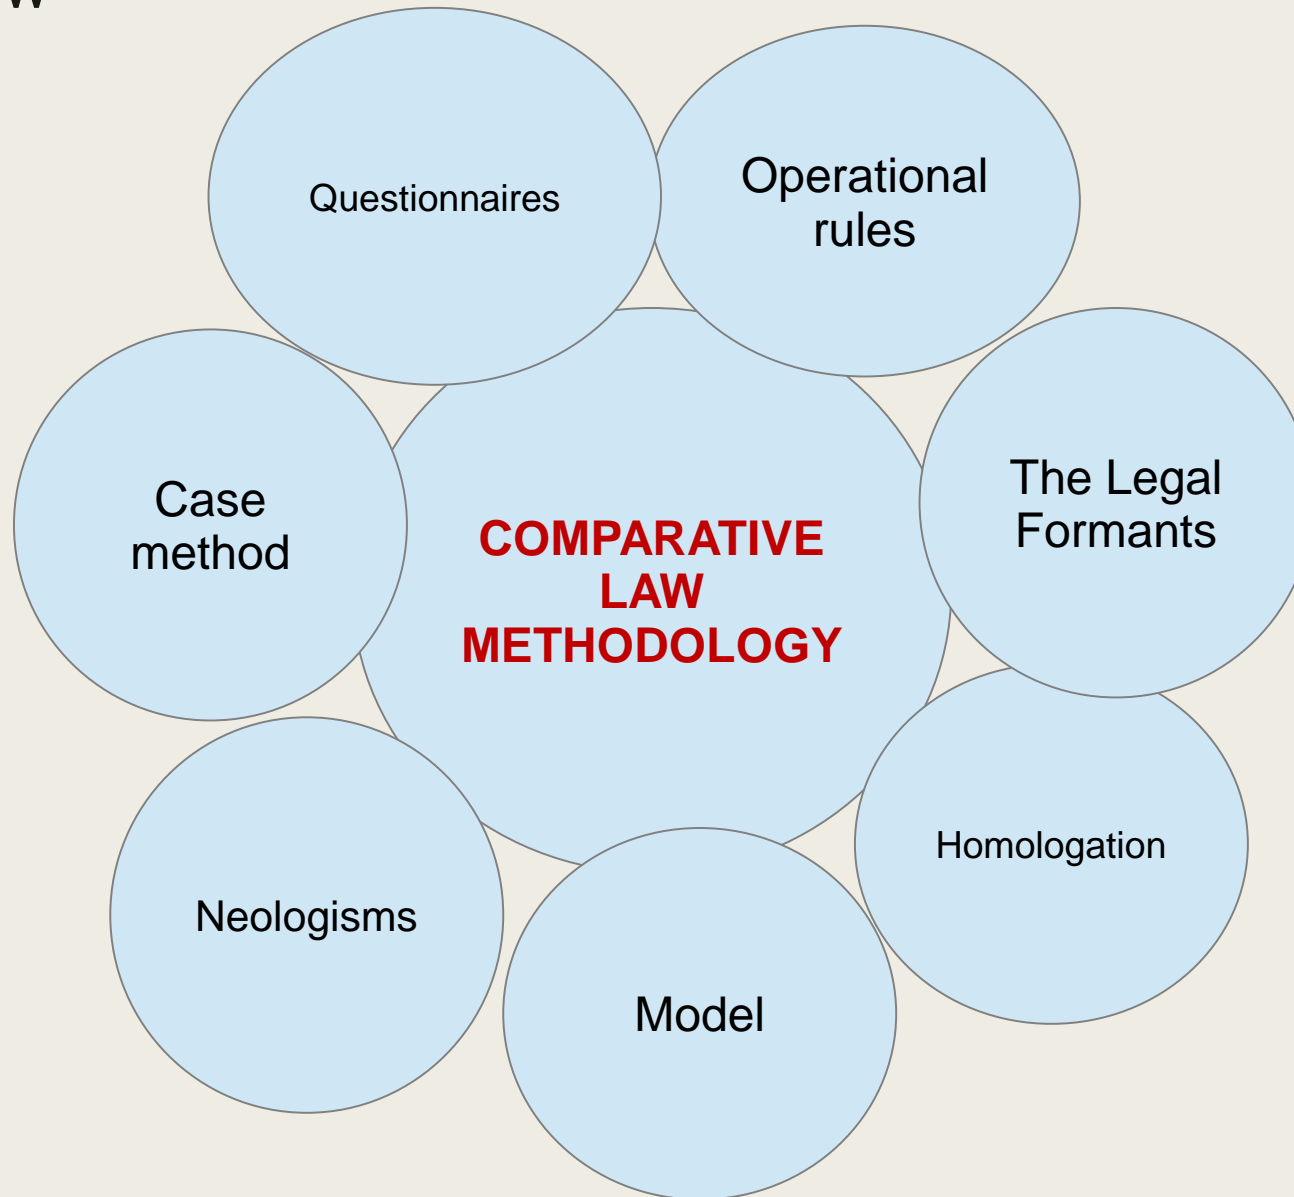 Questionnaires
Operational
rules
Case
method
The Legal
Formants
COMPARATIVE
LAW
METHODOLOGY
Homologation
Neologisms
Model